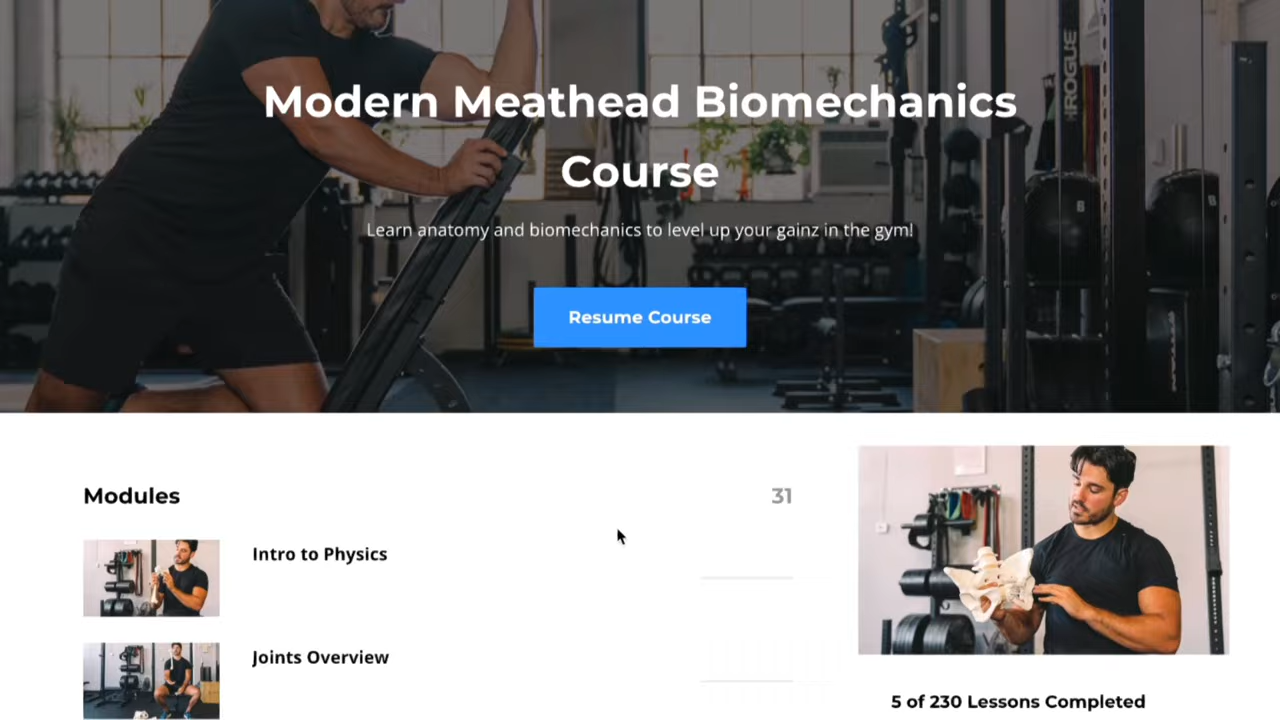 Modern Meathead Biomechanics
Course
Learn anatomy and biomechanics to level up your gainz in the gym!
Resume Course
ROGUE
Modules
31
Intro to Physics
Joints Overview
5 of 230 Lessons Completed